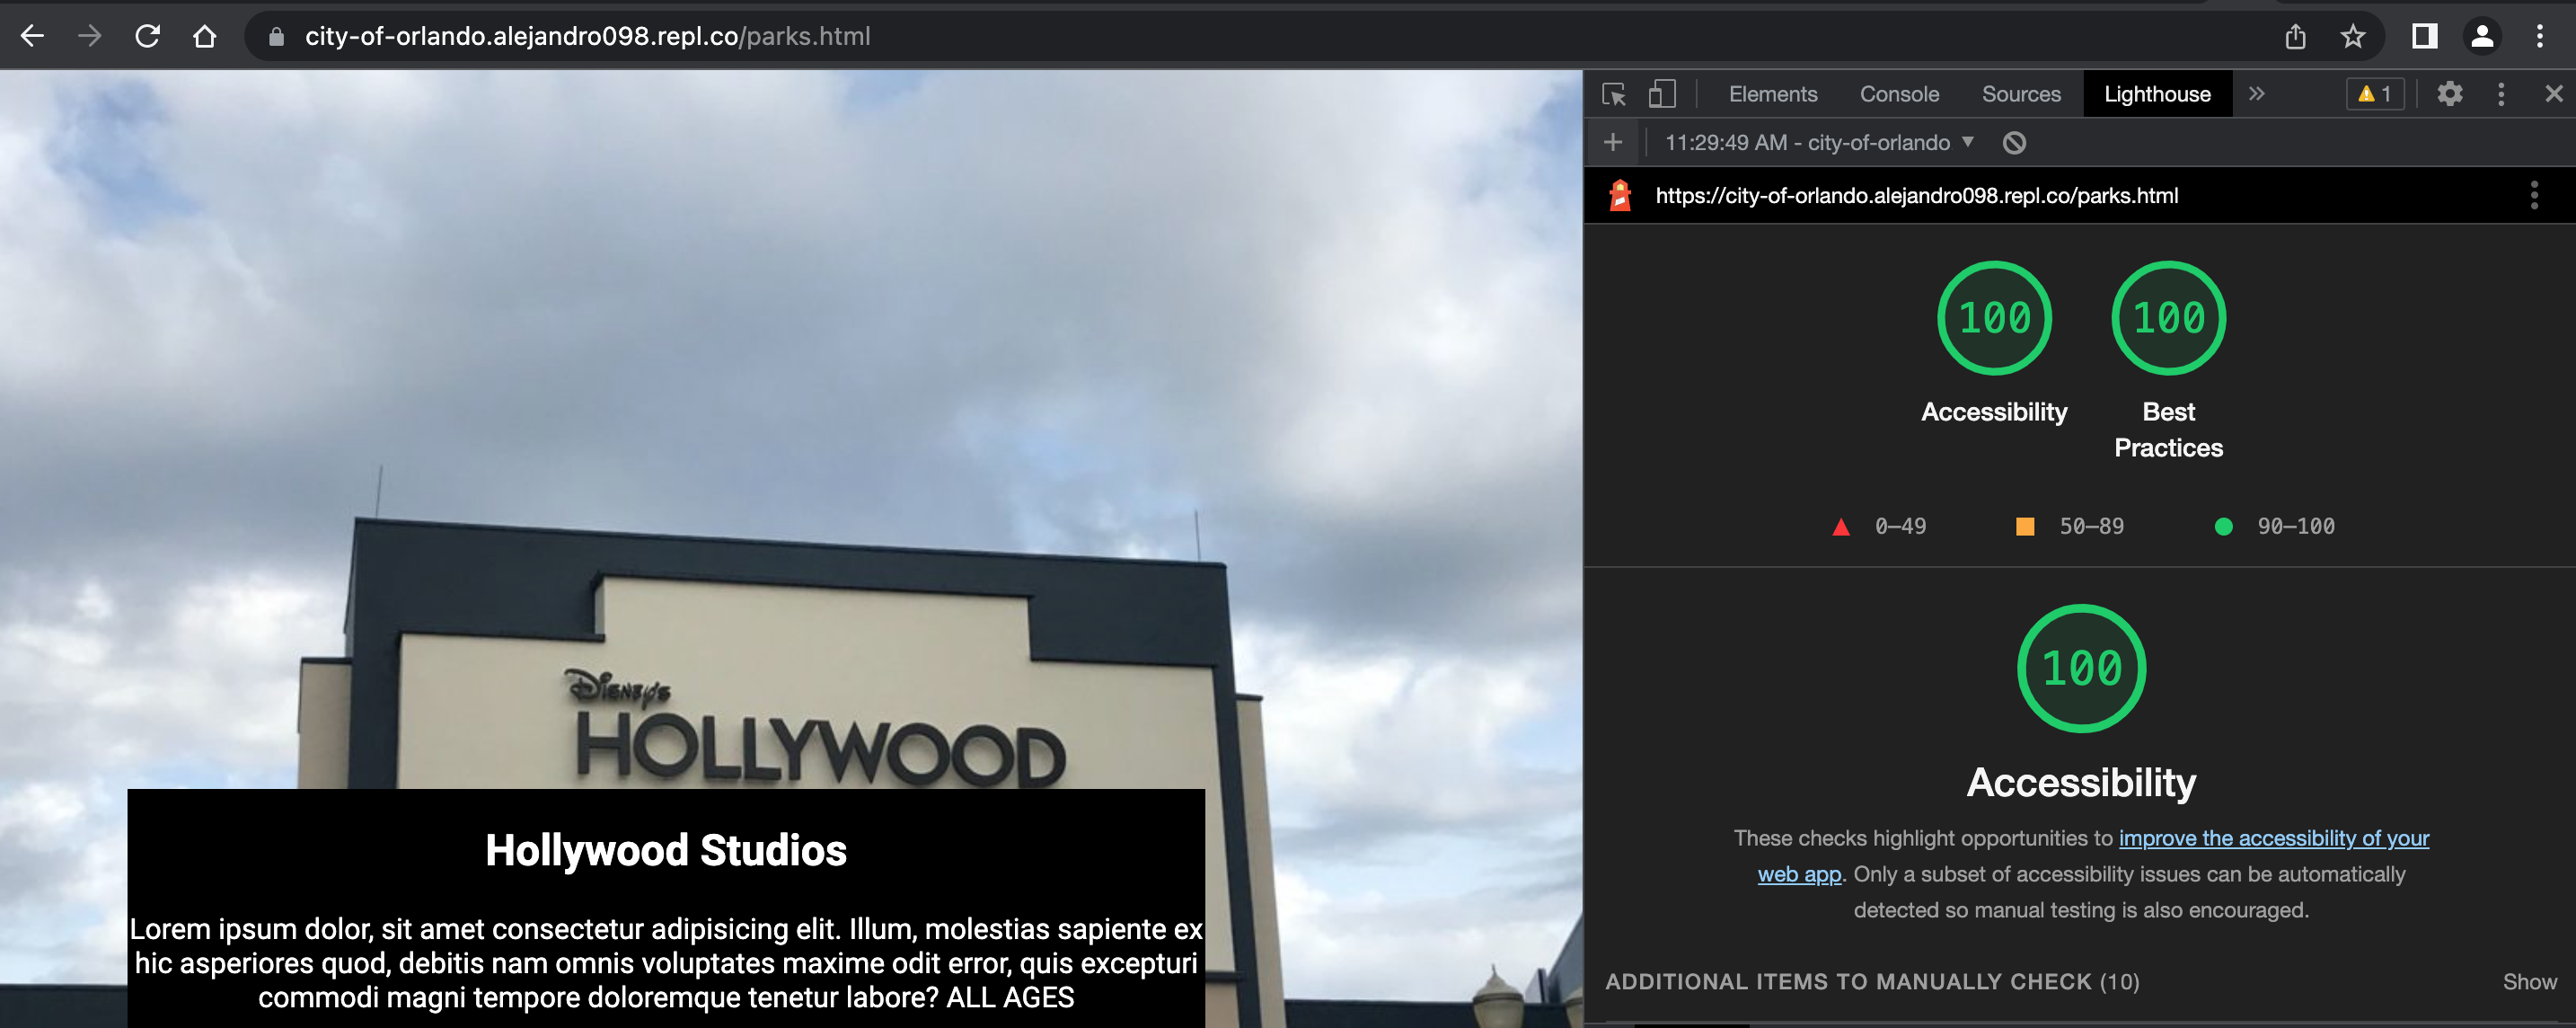 city-of-orlando.alejandro098.repl.co/parks.html
Elements Console Sources Lighthouse 1
11:29:49 AM - city-of-orlando
https://city-of-orlando.alejandro098.repl.co/parks.html
100 100
Accessibility Best
Practices
0–49 50–89 90–100
100
Accessibility
These checks highlight opportunities to improve the accessibility of your
web app. Only a subset of accessibility issues can be automatically
detected so manual testing is also encouraged.
ADDITIONAL ITEMS TO MANUALLY CHECK (10) Show
Disney's
HOLLYWOOD
Hollywood Studios
Lorem ipsum dolor, sit amet consectetur adipisicing elit. Illum, molestias sapiente ex
hic asperiores quod, debitis nam omnis voluptates maxime odit error, quis excepturi
commodi magni tempore doloremque tenetur labore? ALL AGES